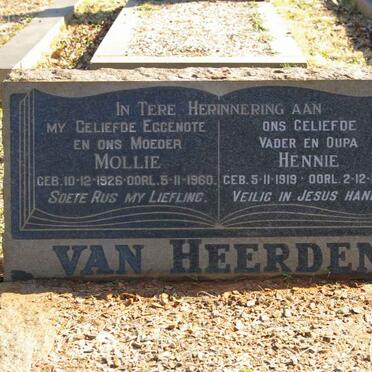 In Tere Herinnering aan
my Geliefde Eggenote
en ons Moeder
Mollie
Geb. 10-12-1926 - Oorl. 5-11-1960.
Soete Rus my Liefling.
ons Geliefde
Vader en Oupa
Hennie
Geb. 5-11-1919 - Oorl. 2-12-
Veilig in Jesus
van Heerden